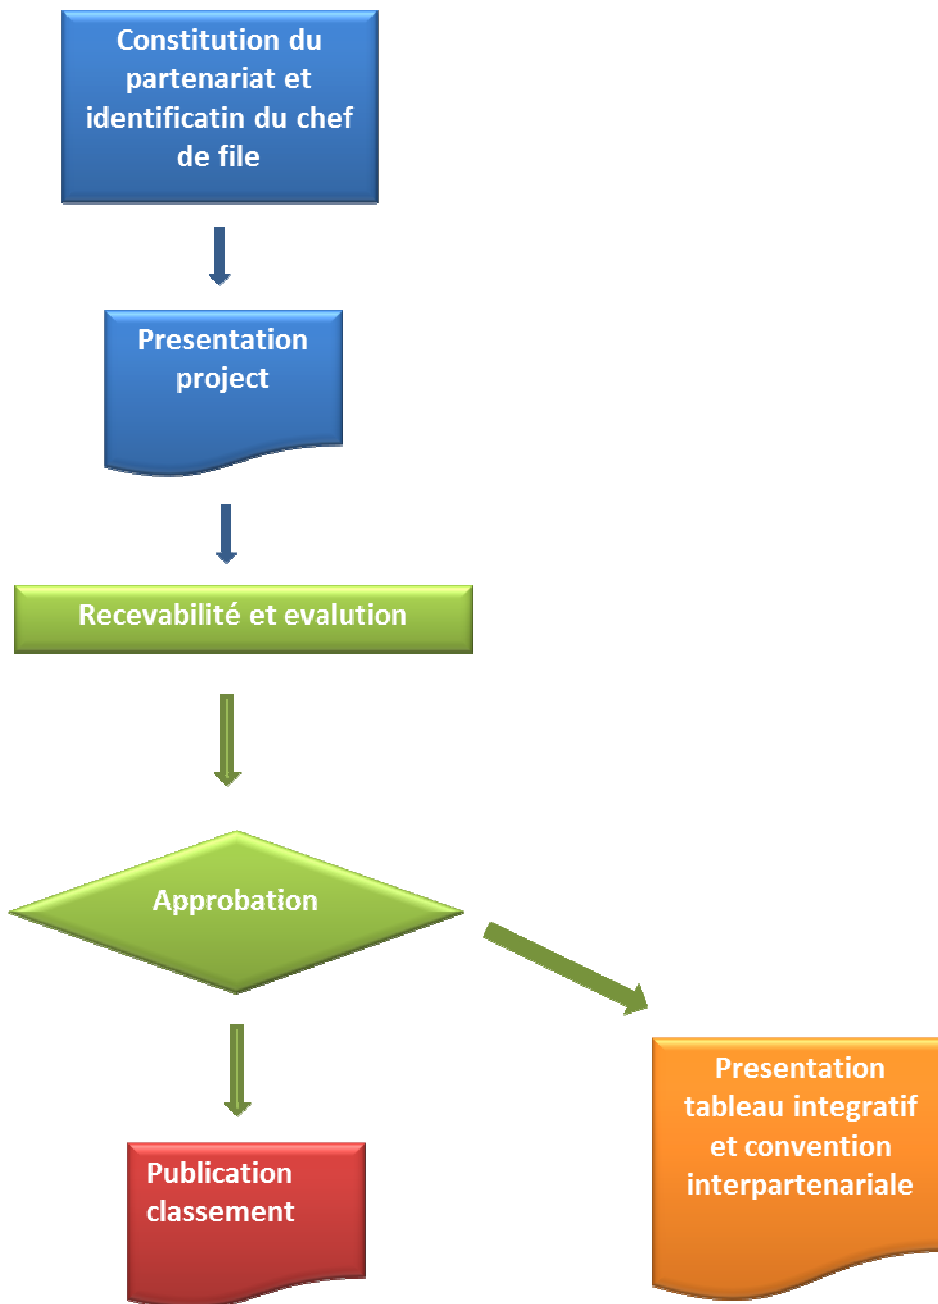 Constitution du
partenariat et
identificatin du chef
de file
Presentation
project
Recevabilité et evalution
Approbation
Publication
classement
Presentation
tableau integratif
et convention
interpartenariale